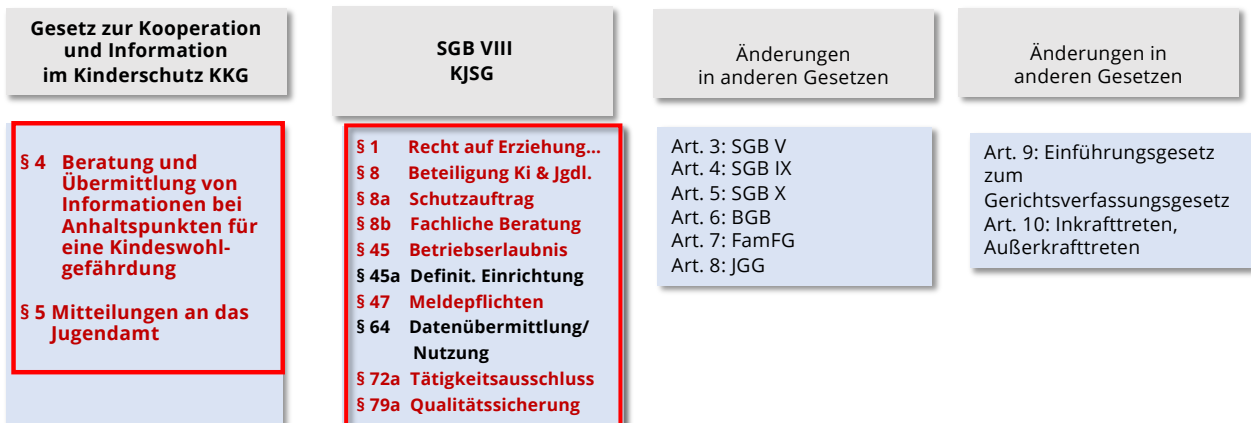 Gesetz zur Kooperation
und Information
im Kinderschutz KKG
§ 4 Beratung und
Übermittlung von
Informationen bei
Anhaltspunkten für
eine Kindeswohl-
gefährdung
§ 5 Mitteilungen an das
Jugendamt
SGB VIII
KJSG
§ 1 Recht auf Erziehung...
§ 8 Beteiligung Ki & Jgdl.
§ 8a Schutzauftrag
§ 8b Fachliche Beratung
§ 45 Betriebserlaubnis
§ 45a Definit. Einrichtung
§ 47 Meldepflichten
§ 64 Datenübermittlung/
Nutzung
§ 72a Tätigkeitsausschluss
§ 79a Qualitätssicherung
Änderungen
in anderen Gesetzen
Art. 3: SGB V
Art. 4: SGB IX
Art. 5: SGB X
Art. 6: BGB
Art. 7: FamFG
Art. 8: JGG
Änderungen in
anderen Gesetzen
Art. 9: Einführungsgesetz
zum
Gerichtsverfassungsgesetz
Art. 10: Inkrafttreten,
Außerkrafttreten